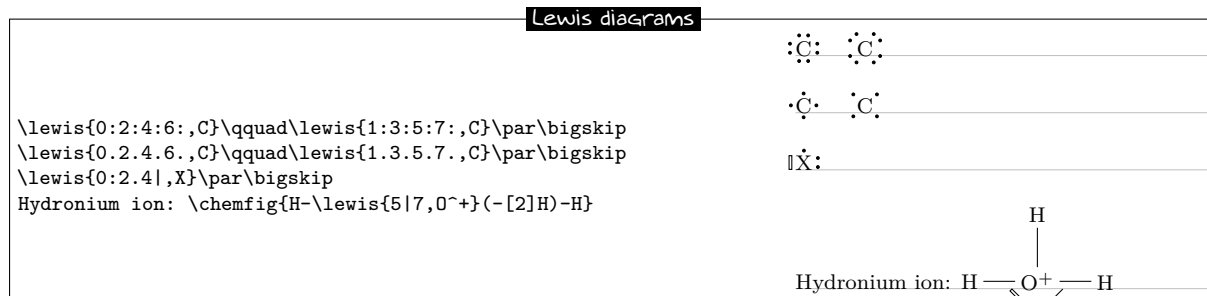 Lewis diagrams
\lewis{0:2:4:6:,C}\qquad\lewis{1:3:5:7:,C}\par\bigskip
\lewis{0.2.4.6.,C}\qquad\lewis{1.3.5.7.,C}\par\bigskip
\lewis{0:2.4|,X}\par\bigskip
Hydronium ion: \chemfig{H-\lewis{5|7,O^+}(-[2]H)-H}
C C
C C
X
H
Hydronium ion: H O+ H